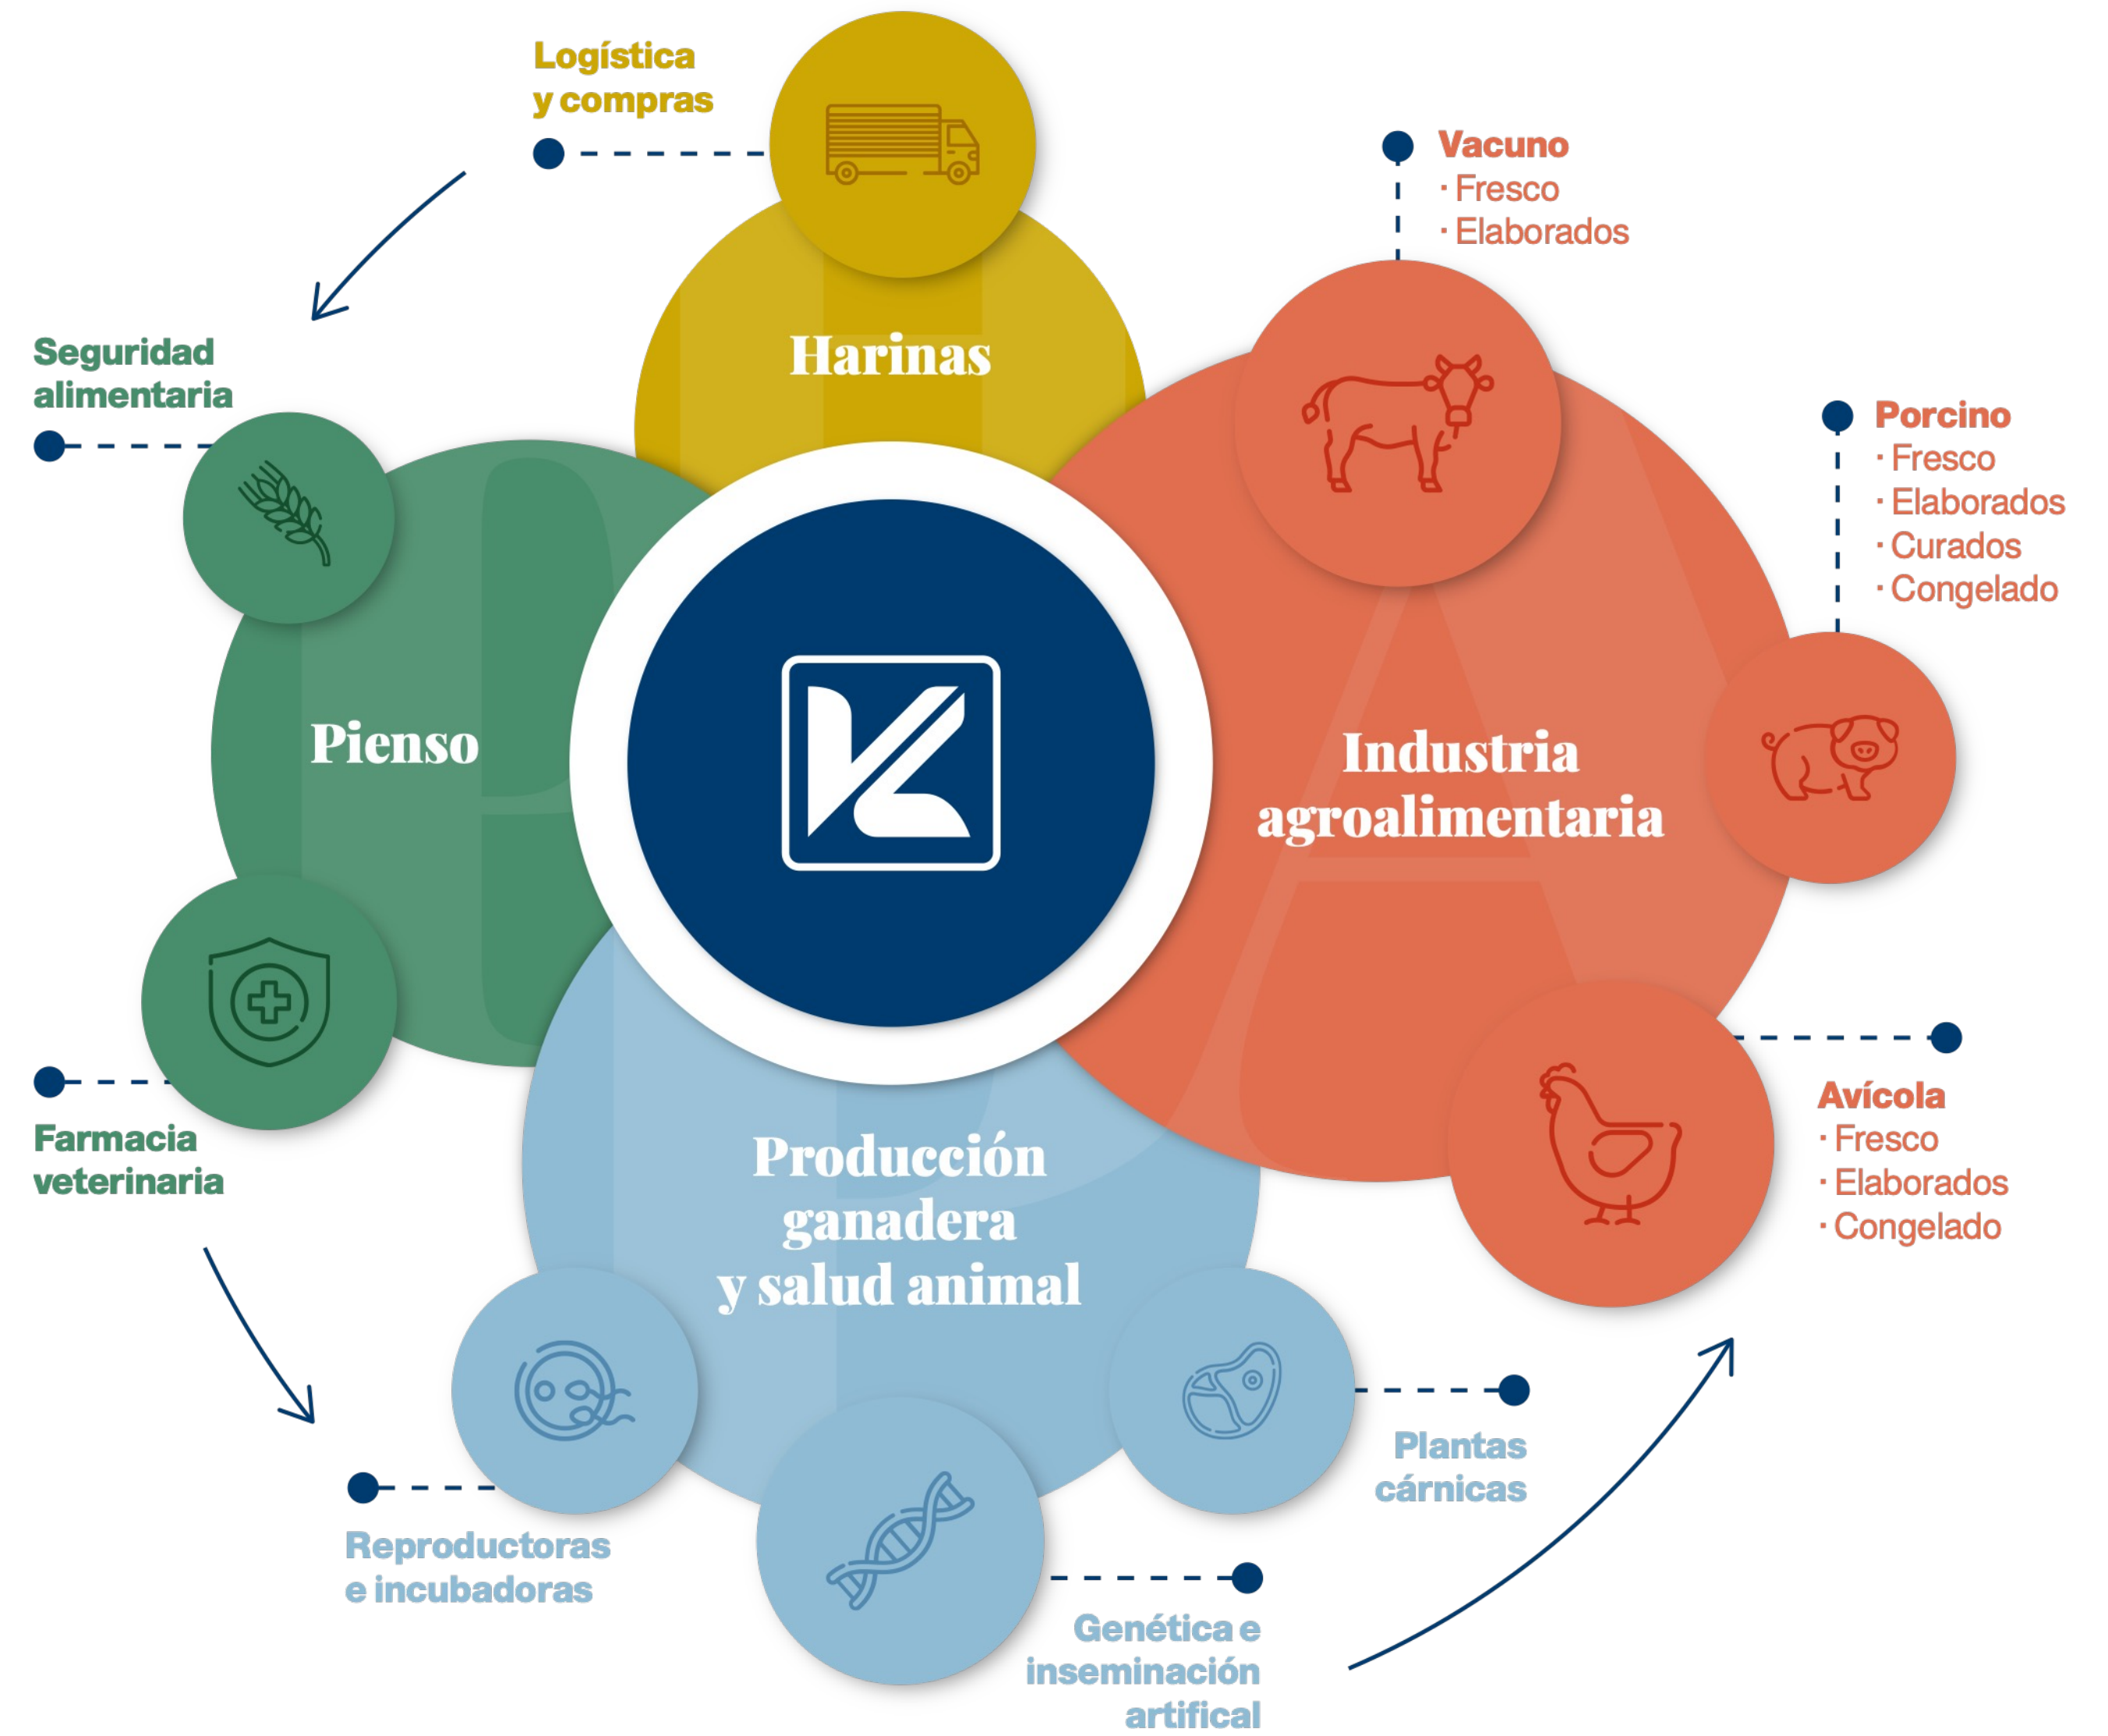 Logística
y compras
Harinas
Seguridad
alimentaria
Pienso
Farmacia
veterinaria
Producción
ganadera
y salud animal
Reproductoras
e incubadoras
Genética e
inseminación
artifical
Plantas
cárnicas
Industria
agroalimentaria
Vacuno
· Fresco
· Elaborados
Porcino
· Fresco
· Elaborados
· Curados
· Congelado
Avícola
· Fresco
· Elaborados
· Congelado